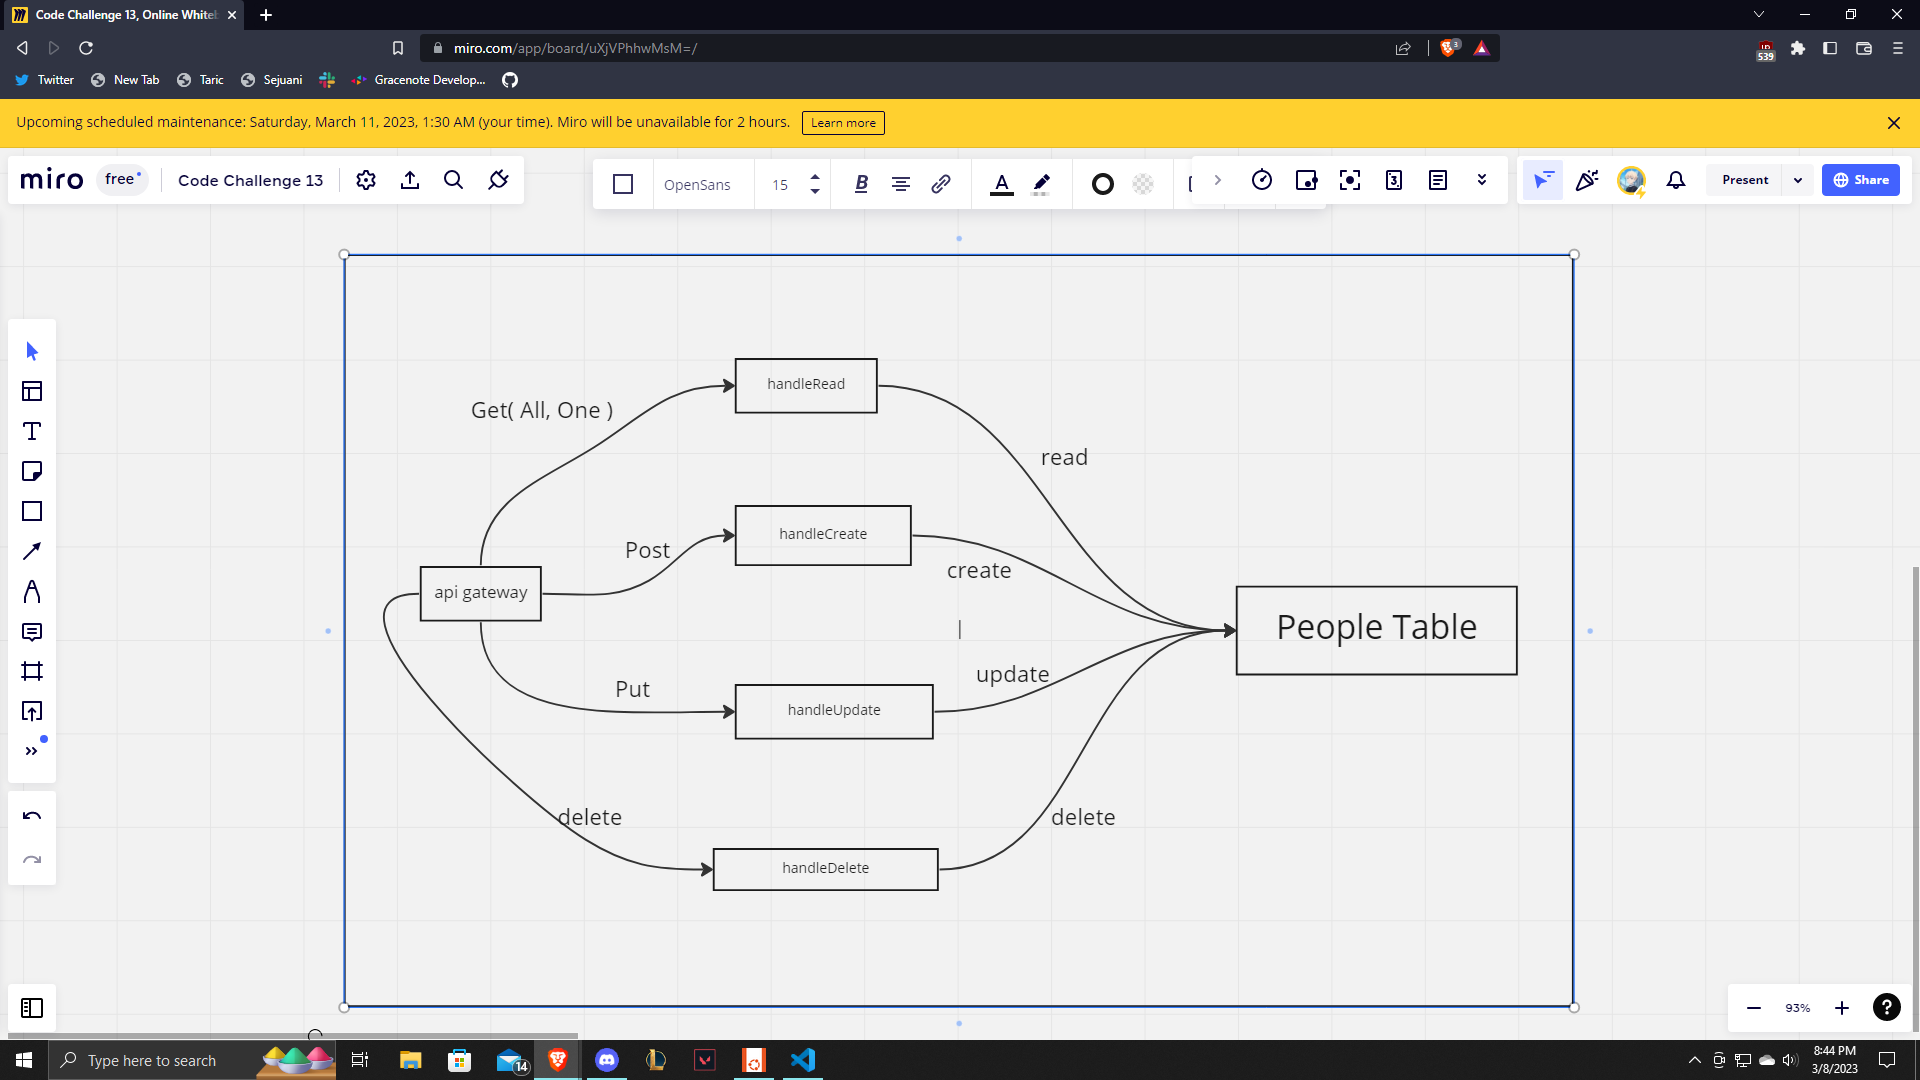 Code Challenge 13, Online Whiteb
miro.com/app/board/uXjVPhhwMsM=/
3
539
Twitter
New Tab
Taric
Sejuani
Gracenote Develop...
Upcoming scheduled maintenance: Saturday, March 11, 2023, 1:30 AM (your time). Miro will be unavailable for 2 hours.
Learn more
miro
free
Code Challenge 13
OpenSans
15
B
A
Present
Share
handleRead
Get( All, One )
read
handleCreate
Post
create
api gateway
People Table
update
Put
handleUpdate
delete
delete
handleDelete
93%
Type here to search
14
8:44 PM
3/8/2023